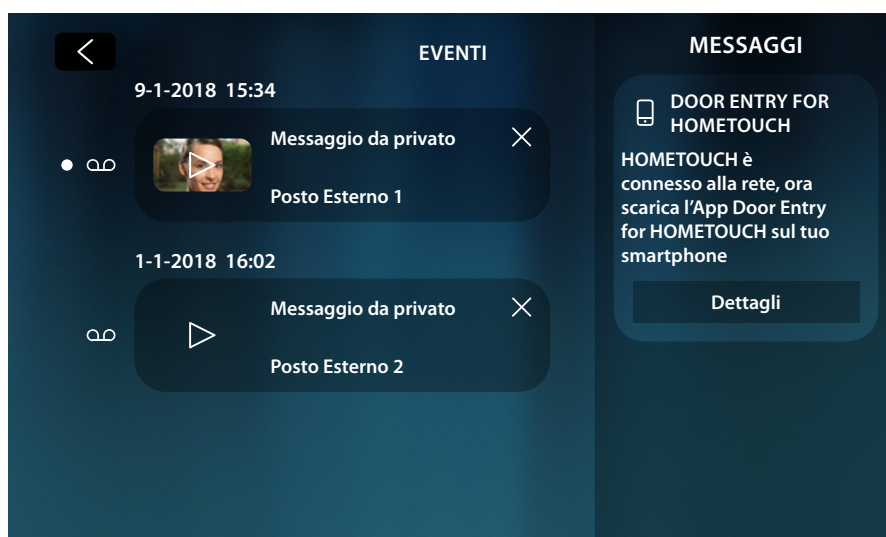 EVENTI
9-1-2018 15:34
Messaggio da privato
Posto Esterno 1
1-1-2018 16:02
Messaggio da privato
Posto Esterno 2
MESSAGGI
DOOR ENTRY FOR
HOMETOUCH
HOMETOUCH è
connesso alla rete, ora
scarica l’App Door Entry
for HOMETOUCH sul tuo
smartphone
Dettagli